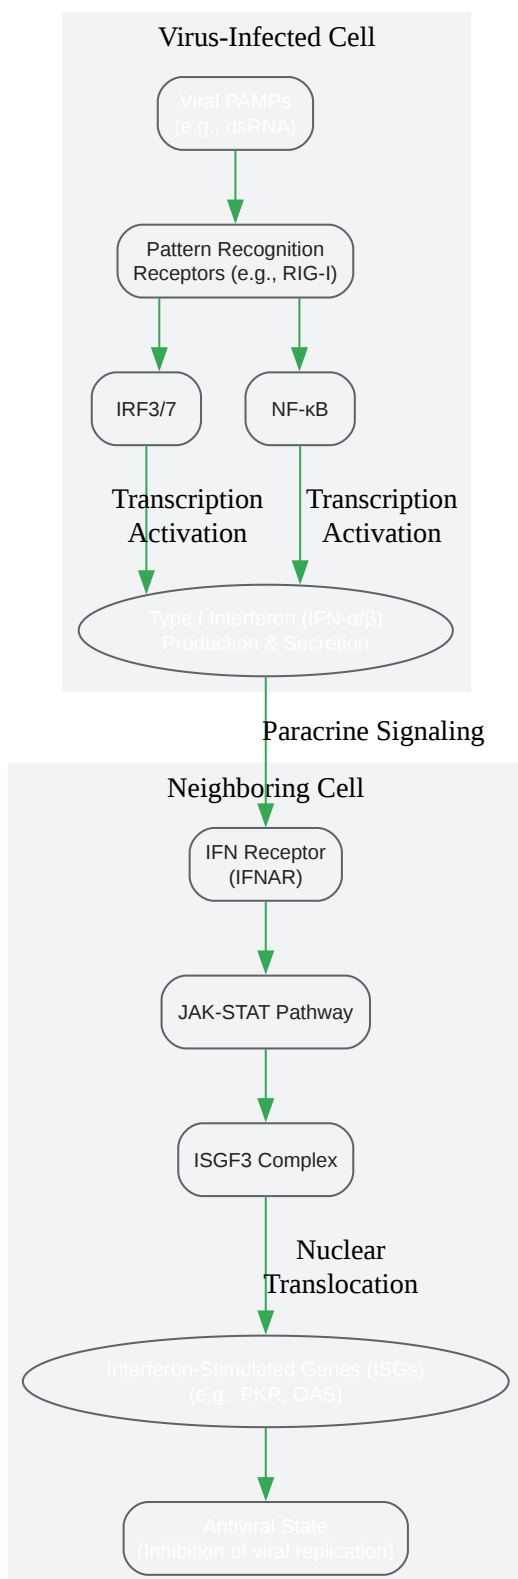 Virus-Infected Cell
Viral PAMPs
(e.g., dsRNA)
Pattern Recognition
Receptors (e.g., RIG-I)
IRF3/7
NF-κB
Transcription
Activation
Transcription
Activation
Type I Interferon (IFN-α/β)
Production & Secretion
Paracrine Signaling
Neighboring Cell
IFN Receptor
(IFNAR)
JAK-STAT Pathway
ISGF3 Complex
Nuclear
Translocation
Interferon-Stimulated Genes (ISGs)
(e.g., PKR, OAS)
Antiviral State
(Inhibition of viral replication)